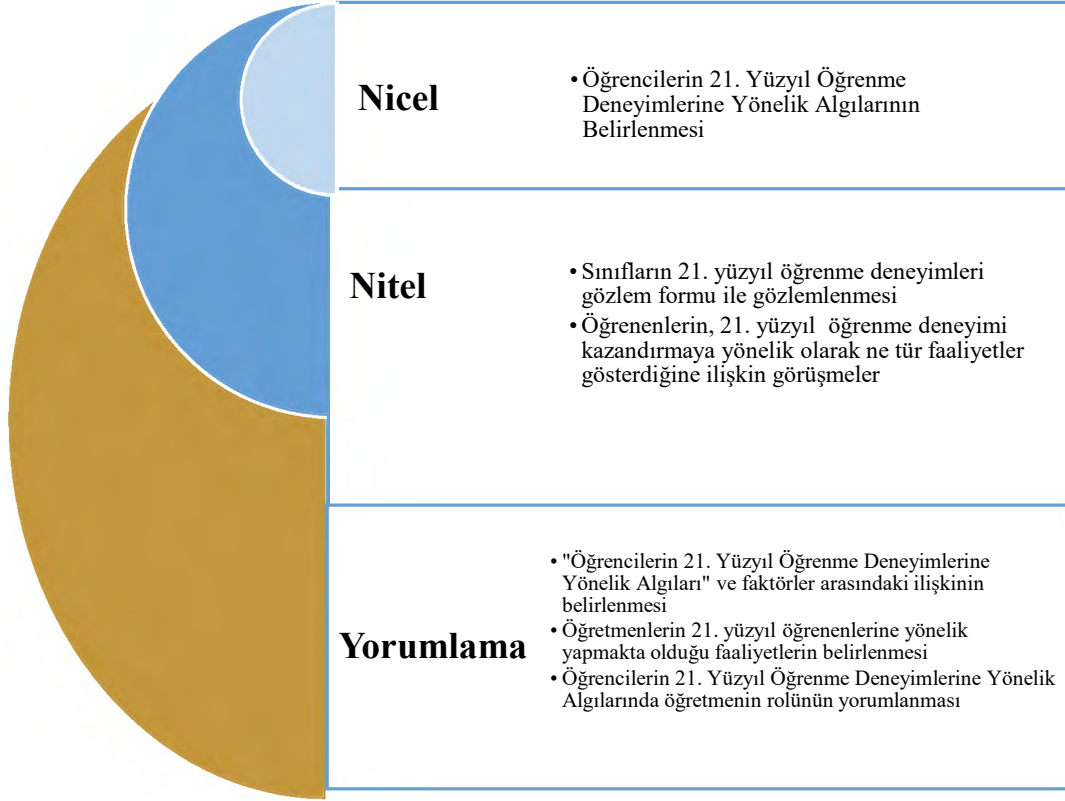 Nicel
• Öğrencilerin 21. Yüzyıl Öğrenme
Deneyimlerine Yönelik Algılarının
Belirlenmesi
Nitel
• Sınıfların 21. yüzyıl öğrenme deneyimleri
gözlem formu ile gözlemlenmesi
• Öğrenenlerin, 21. yüzyıl öğrenme deneyimi
kazandırmaya yönelik olarak ne tür faaliyetler
gösterdiğine ilişkin görüşmeler
Yorumlama
• "Öğrencilerin 21. Yüzyıl Öğrenme Deneyimlerine
Yönelik Algıları" ve faktörler arasındaki ilişkinin
belirlenmesi
• Öğretmenlerin 21. yüzyıl öğrenenlerine yönelik
yapmakta olduğu faaliyetlerin belirlenmesi
• Öğrencilerin 21. Yüzyıl Öğrenme Deneyimlerine Yönelik
Algılarında öğretmenin rolünün yorumlanması